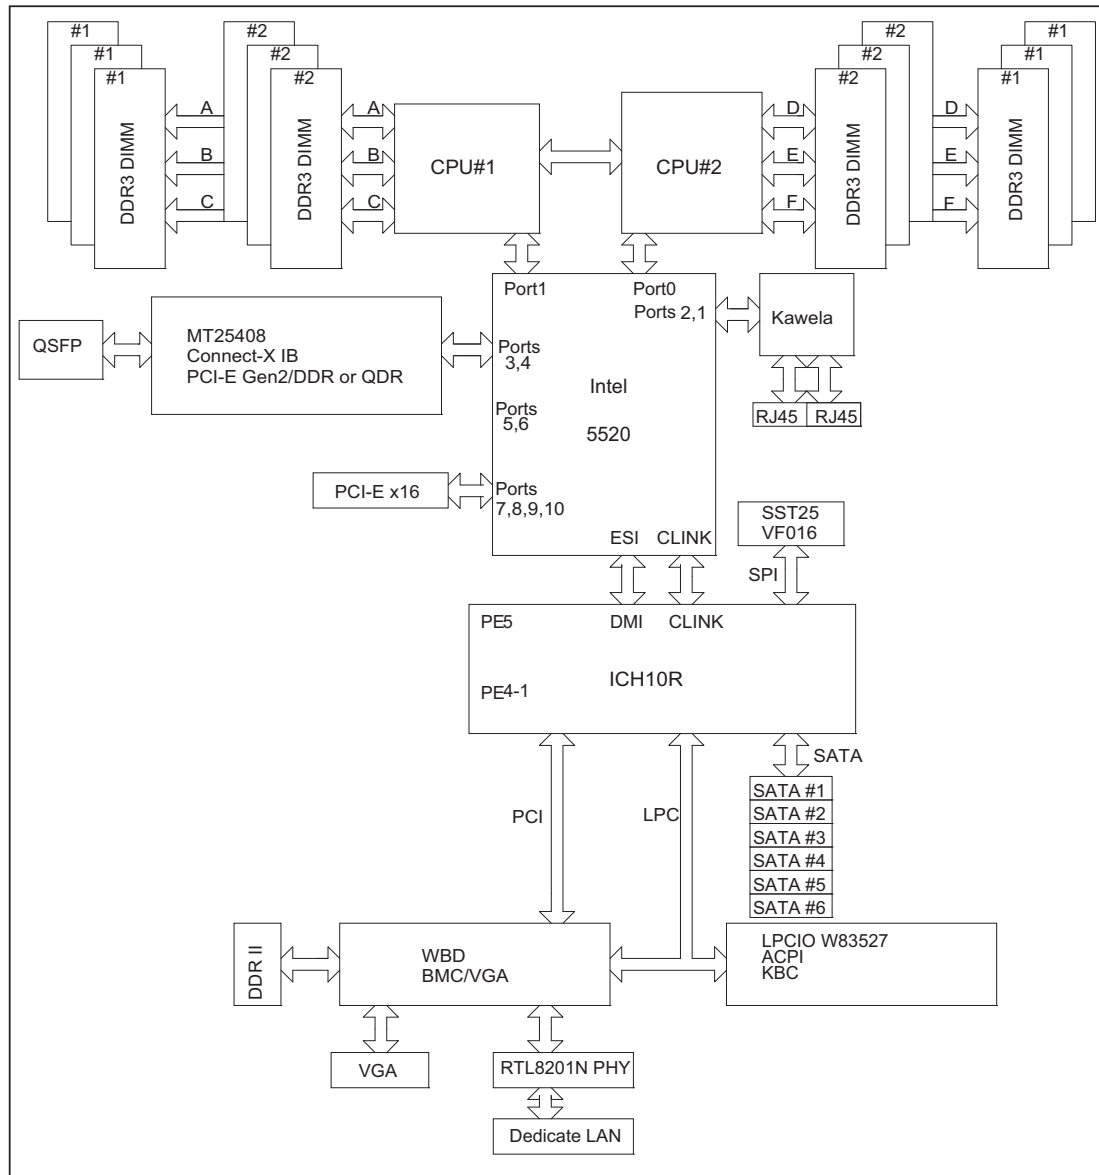 #1
#2
#2
#1
#1
#2
#2
#1
#1
#2
#2
#1
A
A
D
D
B
B
E
E
C
C
F
F
DDR3 DIMM
DDR3 DIMM
CPU#1
CPU#2
DDR3 DIMM
DDR3 DIMM
Port1
Port0
Ports 2,1
Kawela
QSFP
MT25408
Connect-X IB
PCI-E Gen2/DDR or QDR
Ports
3,4
Intel
5520
Ports
5,6
RJ45
RJ45
PCI-E x16
Ports
7,8,9,10
SST25
VF016
ESI
CLINK
SPI
PE5
DMI
CLINK
ICH10R
PE4-1
SATA
PCI
LPC
SATA #1
SATA #2
SATA #3
SATA #4
SATA #5
SATA #6
DDR II
WBD
BMC/VGA
LPCIO W83527
ACPI
KBC
VGA
RTL8201N PHY
Dedicate LAN